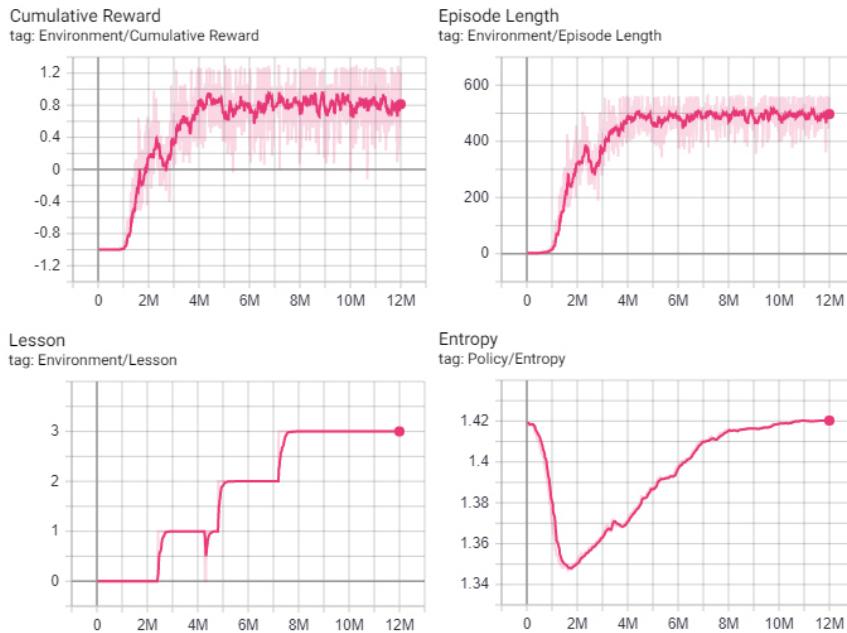 Cumulative Reward
tag: Environment/Cumulative Reward
1.2
0.8
0.4
0
-0.4
-0.8
-1.2
0 2M 4M 6M 8M 10M 12M
Episode Length
tag: Environment/Episode Length
600
400
200
0
0 2M 4M 6M 8M 10M 12M
Lesson
tag: Environment/Lesson
3
2
1
0
0 2M 4M 6M 8M 10M 12M
Entropy
tag: Policy/Entropy
1.42
1.4
1.38
1.36
1.34
0 2M 4M 6M 8M 10M 12M